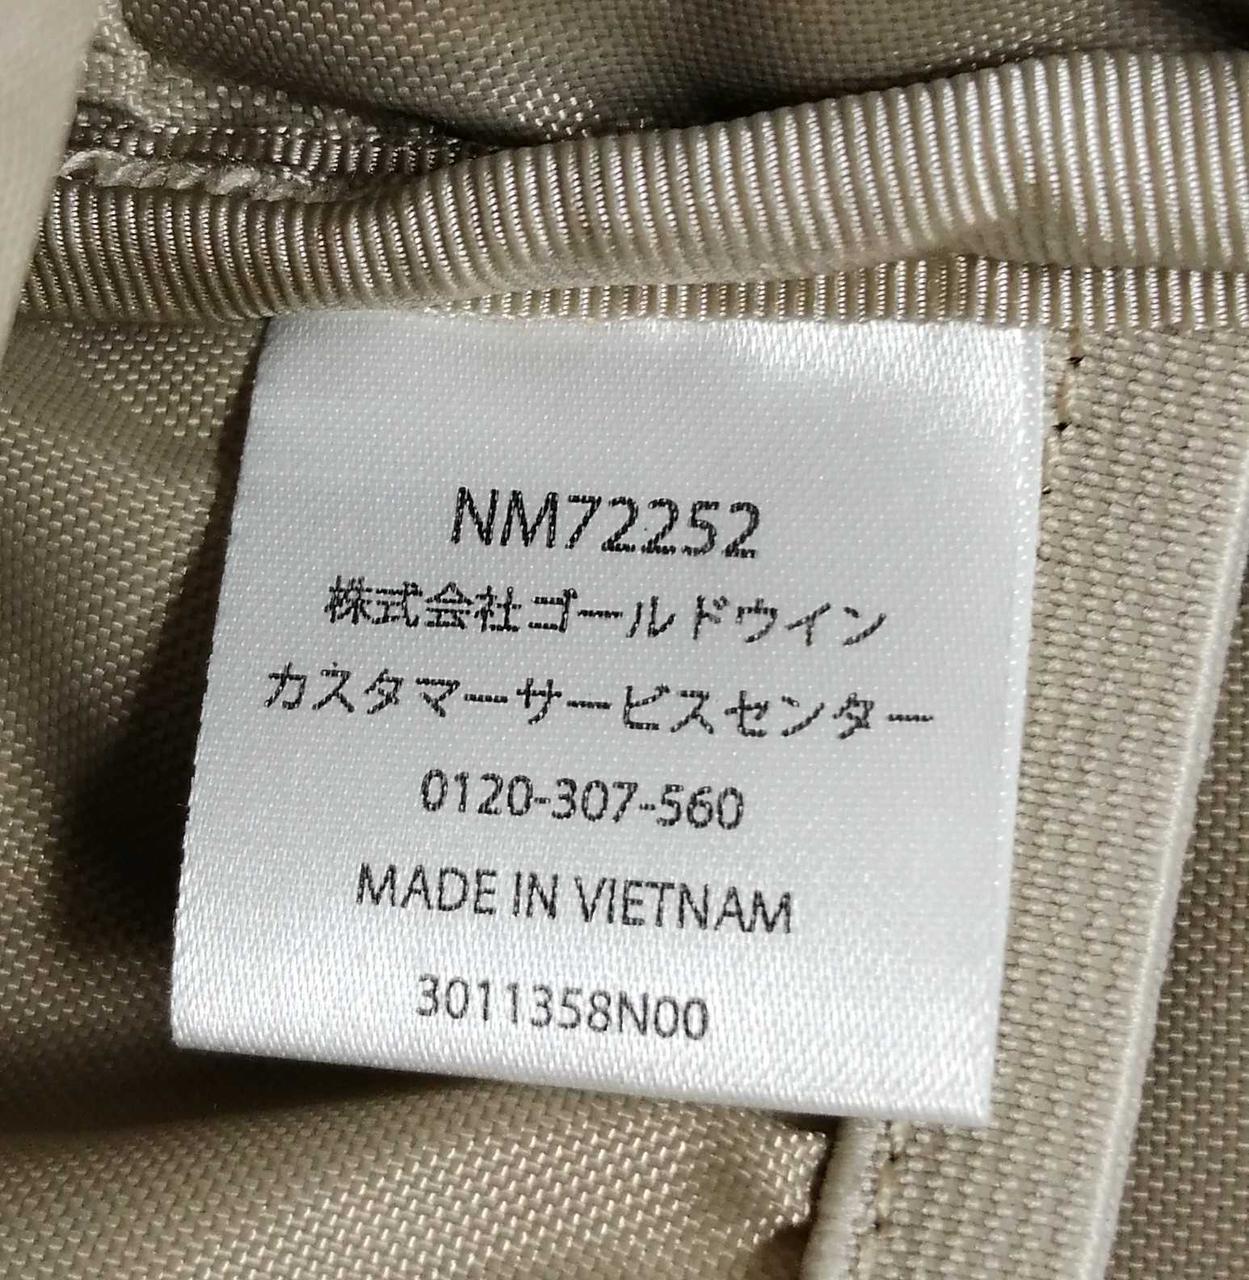 NM72252
株式会社ゴールドウイン
カスタマーサービスセンター
0120-307-560
MADE IN VIETNAM
3011358N00